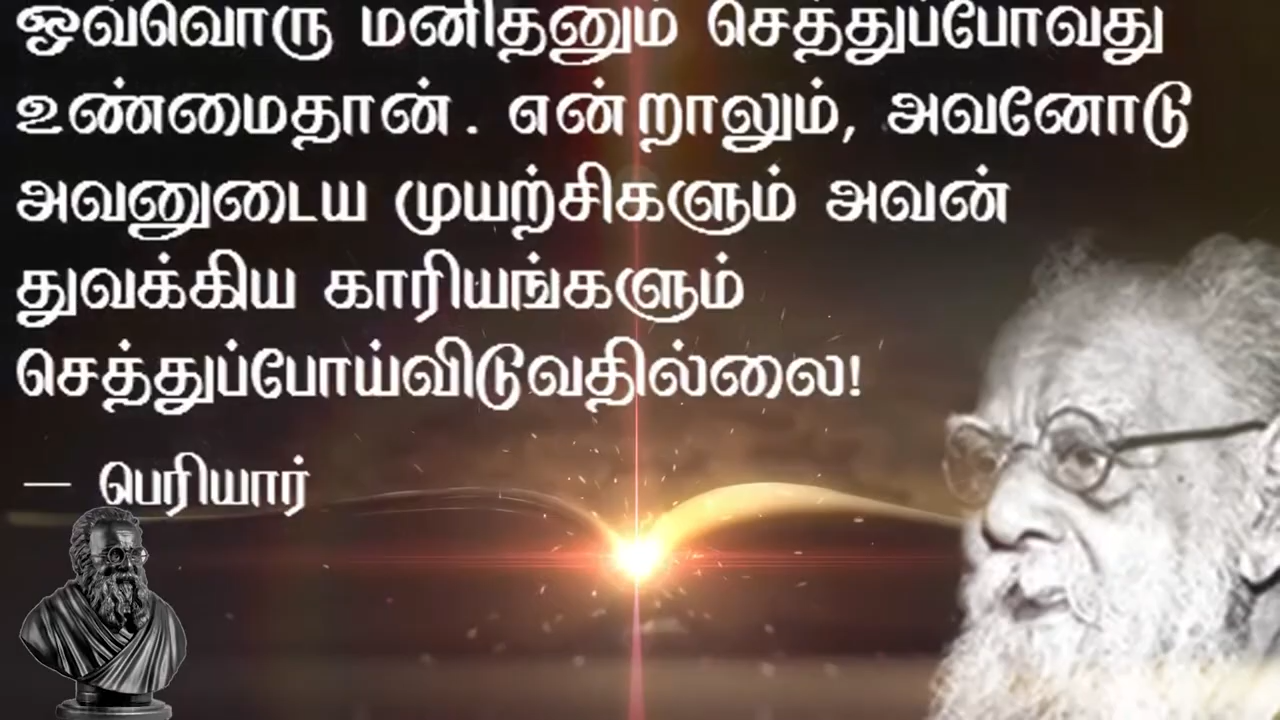 ஒவ்வொரு மனிதனும் செத்துப்போவது
உண்மைதான். என்றாலும், அவனோடு
அவனுடைய முயற்சிகளும் அவன்
துவக்கிய காரியங்களும்
செத்துப்போய்விடுவதில்லை!
— பெரியார்